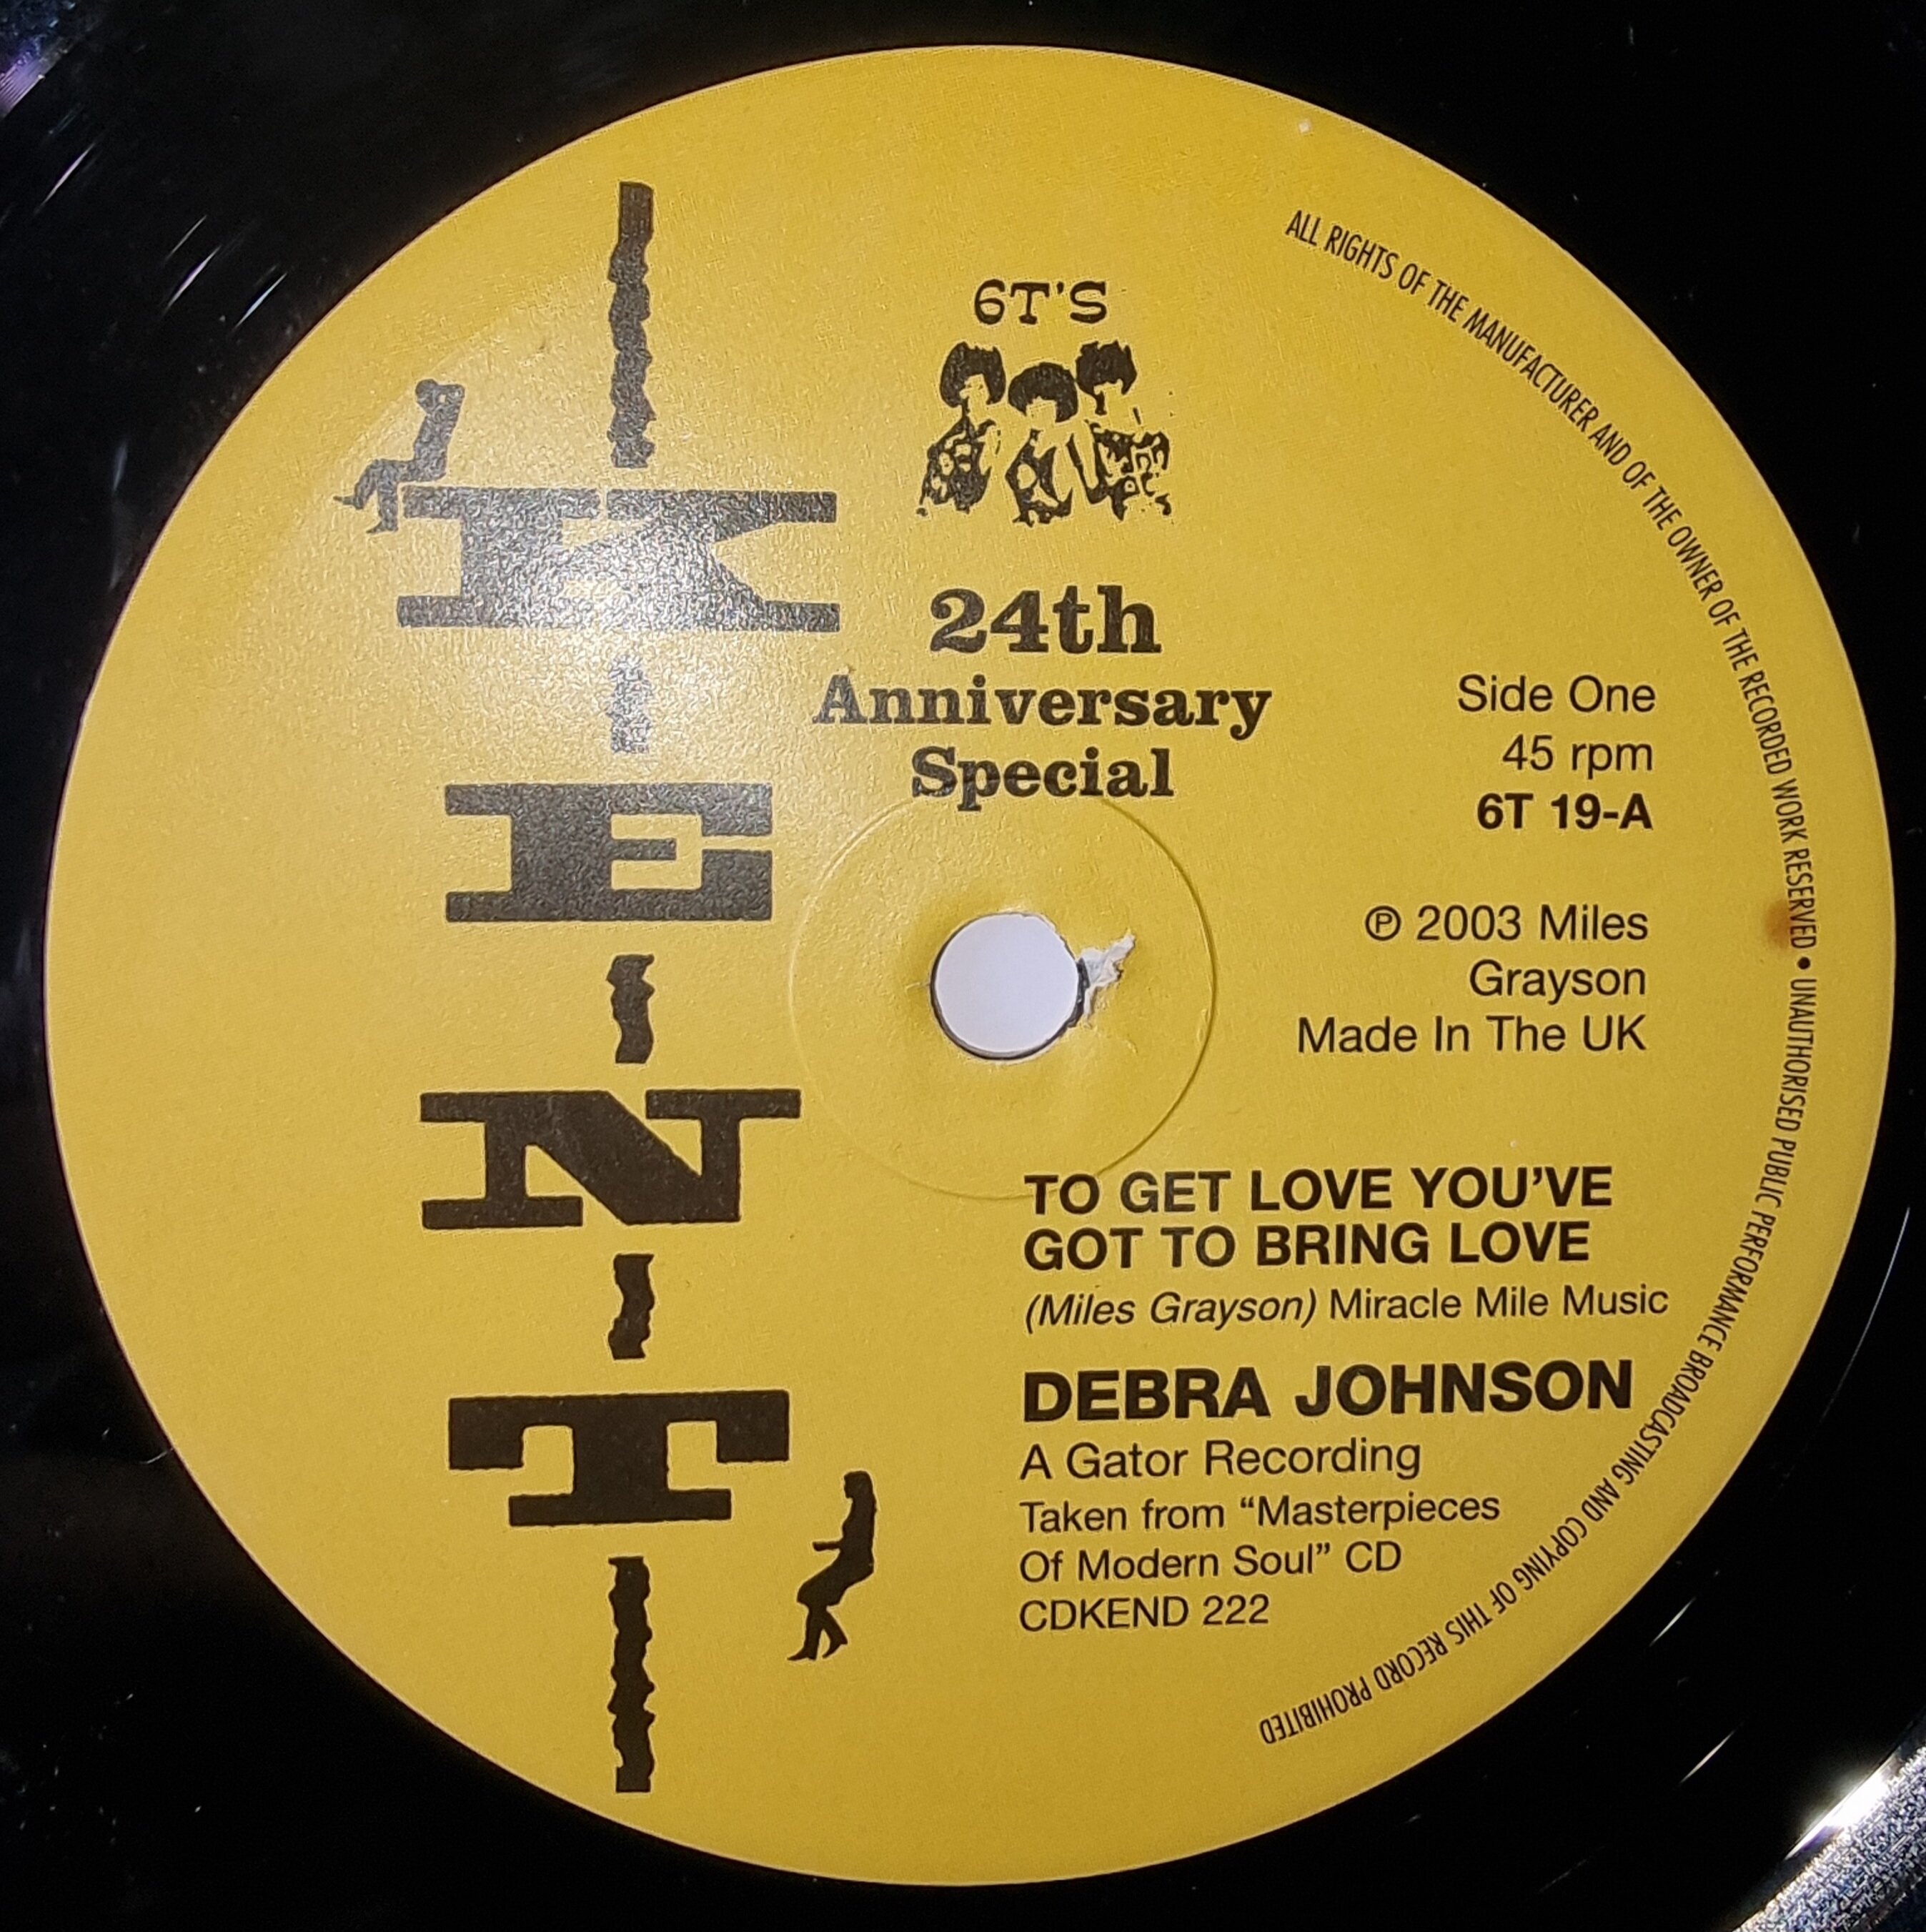 KENT
6T'S
24th
Anniversary
Special
Side One
45 rpm
6T 19-A
℗ 2003 Miles
Grayson
Made In The UK
TO GET LOVE YOU'VE
GOT TO BRING LOVE
(Miles Grayson) Miracle Mile Music
DEBRA JOHNSON
A Gator Recording
Taken from “Masterpieces
Of Modern Soul” CD
CDKEND 222
ALL RIGHTS OF THE MANUFACTURER AND OF THE OWNER OF THE RECORDED WORK RESERVED • UNAUTHORISED PUBLIC PERFORMANCE BROADCASTING AND COPYING OF THIS RECORD PROHIBITED